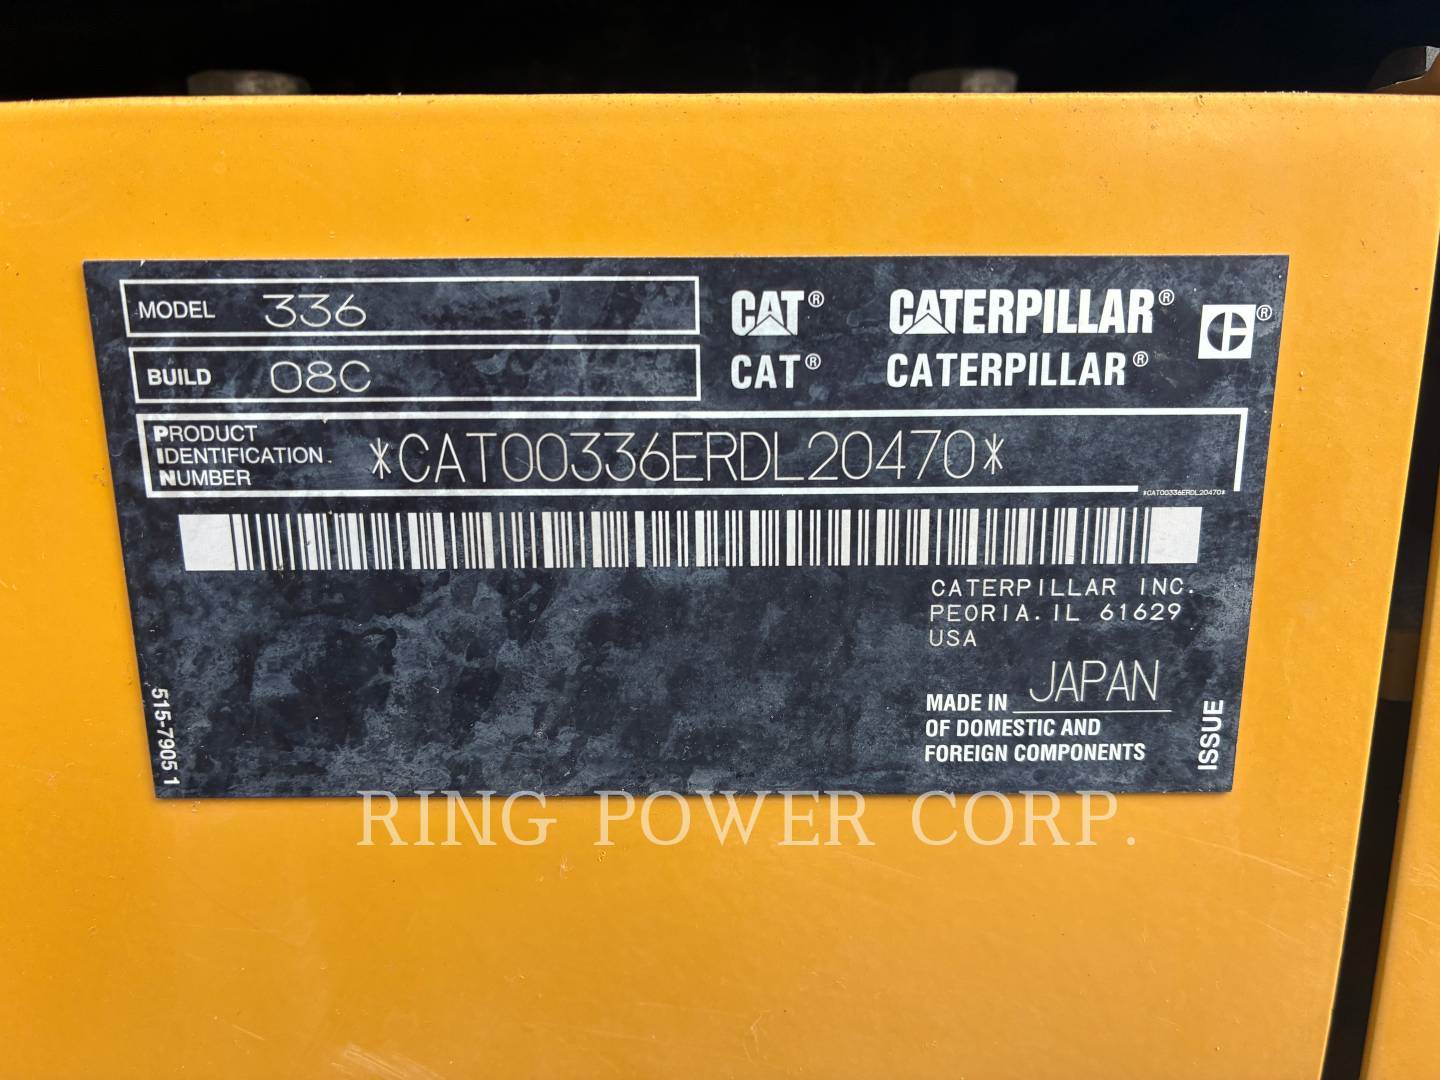 MODEL 336
BUILD 08C
CAT® CATERPILLAR® ®
CAT® CATERPILLAR®
PRODUCT
IDENTIFICATION
NUMBER
*CAT00336ERDL20470*
*CAT00336ERDL20470*
CATERPILLAR INC.
PEORIA. IL 61629
USA
MADE IN JAPAN
OF DOMESTIC AND
FOREIGN COMPONENTS
515-7905 1
ISSUE
RING POWER CORP.